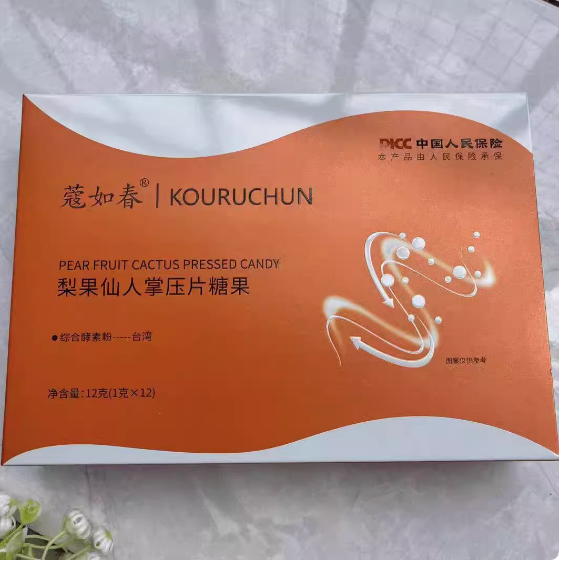 PICC 中国人民保险
本产品由人民保险承保
蔻如春® | KOURUCHUN
PEAR FRUIT CACTUS PRESSED CANDY
梨果仙人掌压片糖果
●综合酵素粉-----台湾
图案仅供参考
净含量:12克(1克×12)